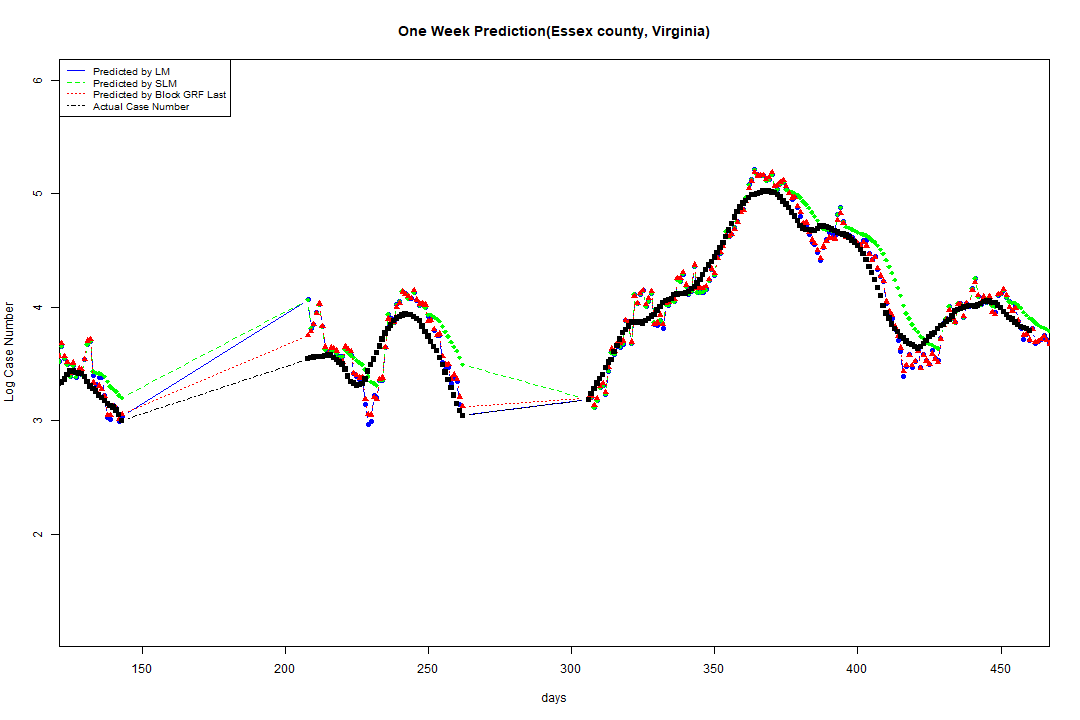 One Week Prediction(Essex county, Virginia)
Predicted by LM
Predicted by SLM
Predicted by Block GRF Last
Actual Case Number
6
5
4
3
2
Log Case Number
150 200 250 300 350 400 450
days